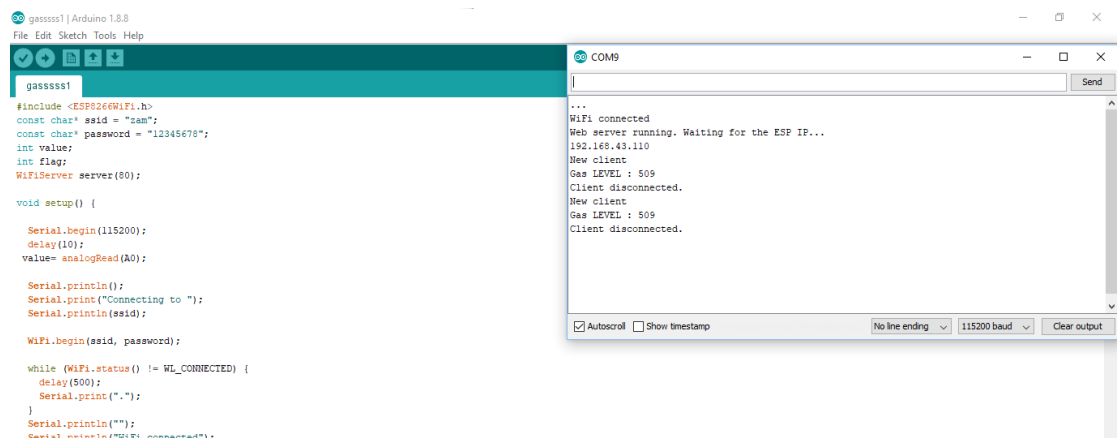 gasssss1 | Arduino 1.8.8
File Edit Sketch Tools Help
gasssss1
#include <ESP8266WiFi.h>
const char* ssid = "zam";
const char* password = "12345678";
int value;
int flag;
WiFiServer server(80);
void setup() {
Serial.begin(115200);
delay(10);
value= analogRead(A0);
Serial.println();
Serial.print("Connecting to ");
Serial.println(ssid);
WiFi.begin(ssid, password);
while (WiFi.status() != WL_CONNECTED) {
delay(500);
Serial.print(".");
}
Serial.println("");
Serial.println("WiFi connected");
COM9
Send
...
WiFi connected
Web server running. Waiting for the ESP IP...
192.168.43.110
New client
Gas LEVEL : 509
Client disconnected.
New client
Gas LEVEL : 509
Client disconnected.
Autoscroll Show timestamp No line ending 115200 baud Clear output